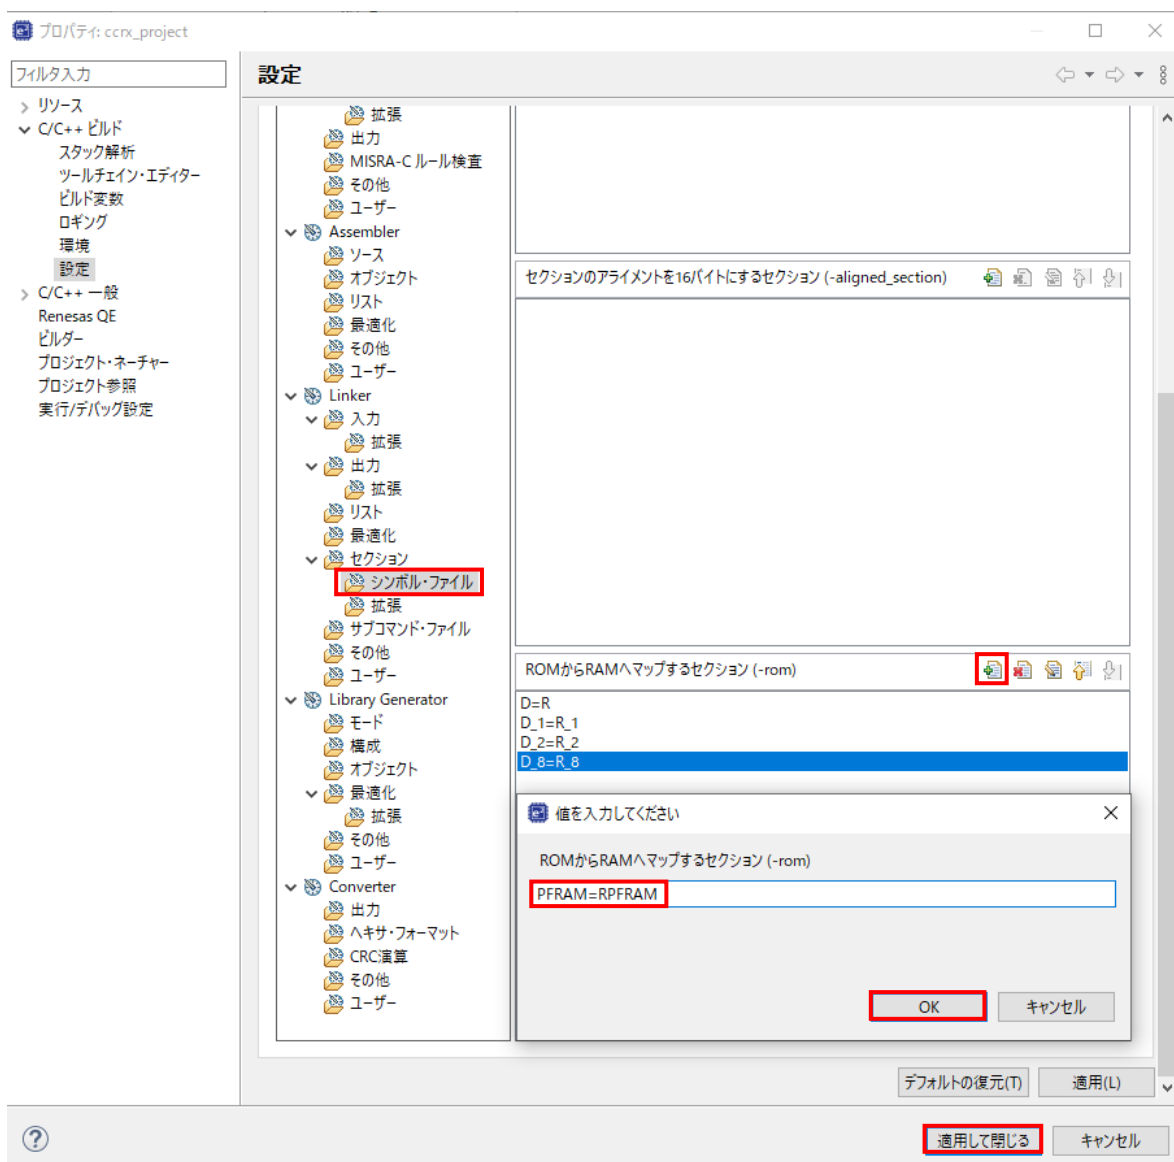 プロパティ: ccrx_project
フィルタ入力
リソース
C/C++ ビルド
スタック解析
ツールチェイン・エディター
ビルド変数
ロギング
環境
設定
C/C++ 一般
Renesas QE
ビルダー
プロジェクト・ネーチャー
プロジェクト参照
実行/デバッグ設定
設定
拡張
出力
MISRA-C ルール検査
その他
ユーザー
Assembler
ソース
オブジェクト
リスト
最適化
その他
ユーザー
Linker
入力
拡張
出力
拡張
リスト
最適化
セクション
シンボル・ファイル
拡張
サブコマンド・ファイル
その他
ユーザー
Library Generator
モード
構成
オブジェクト
最適化
拡張
その他
ユーザー
Converter
出力
ヘキサ・フォーマット
CRC演算
その他
ユーザー
セクションのアライメントを16バイトにするセクション (-aligned_section)
ROMからRAMへマップするセクション (-rom)
D=R
D_1=R_1
D_2=R_2
D_8=R_8
値を入力してください
ROMからRAMへマップするセクション (-rom)
PFRAM=RPFRAM
OK
キャンセル
デフォルトの復元(T)
適用(L)
適用して閉じる
キャンセル